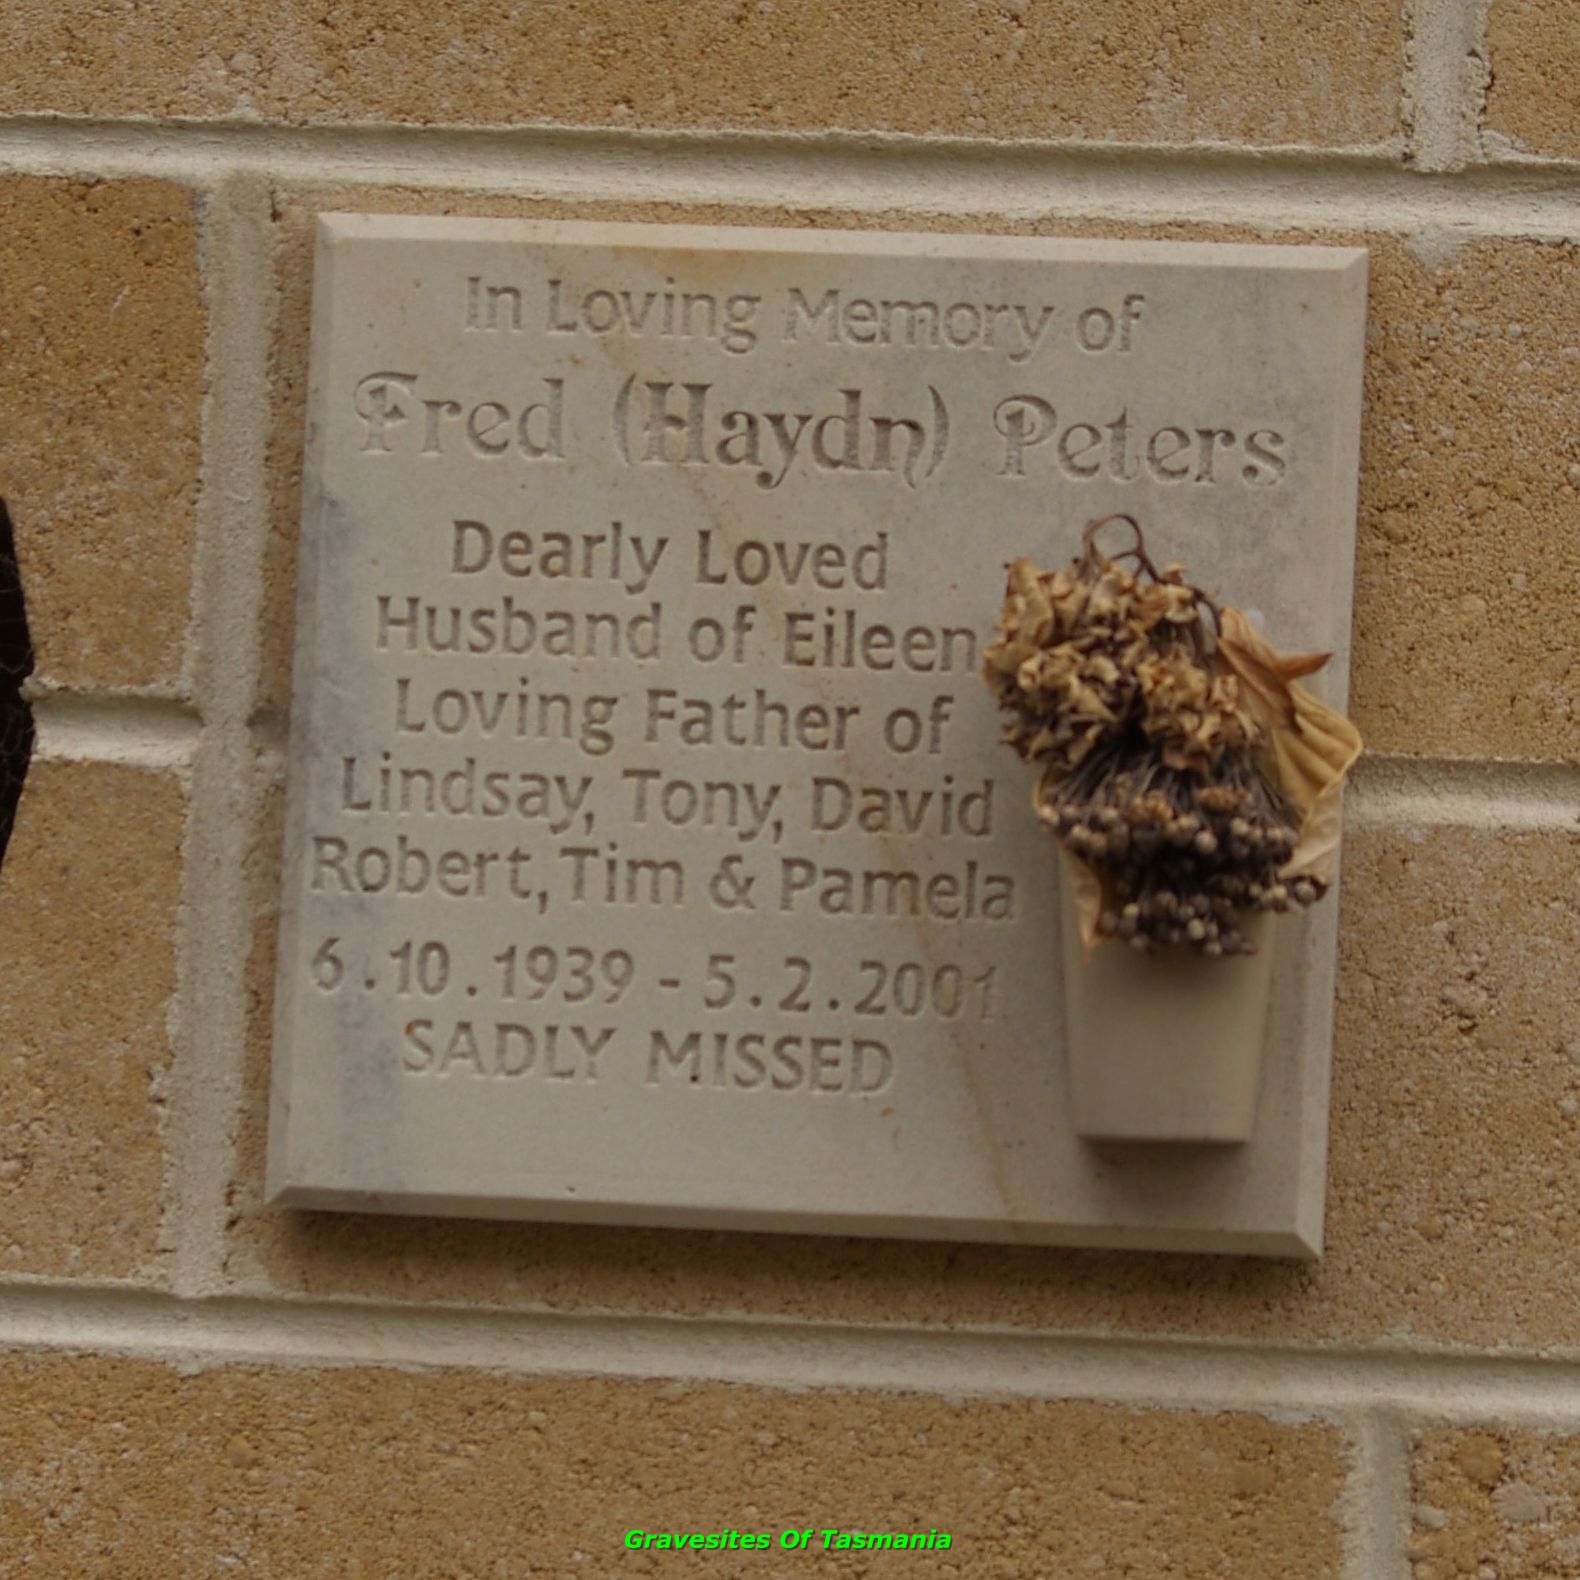 In Loving Memory of
Fred (Haydn) Peters
Dearly Loved
Husband of Eileen
Loving Father of
Lindsay, Tony, David
Robert, Tim & Pamela
6.10.1939 - 5.2.2001
SADLY MISSED
Gravesites Of Tasmania